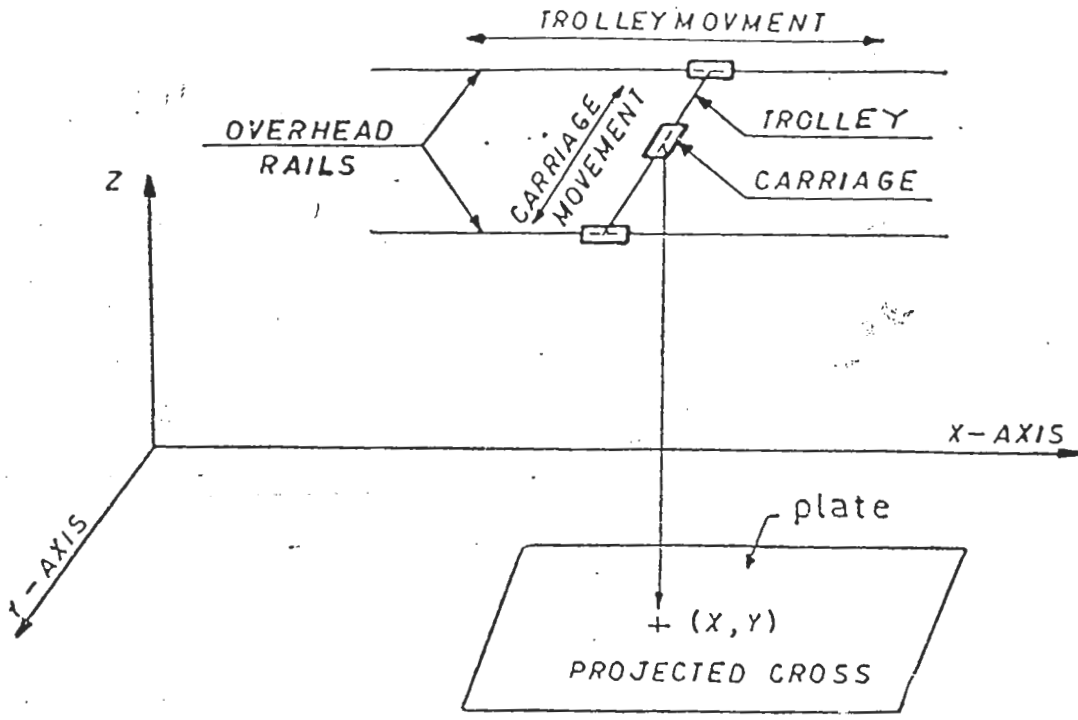 TROLLEY MOVMENT
OVERHEAD
RAILS
CARRIAGE
MOVEMENT
TROLLEY
CARRIAGE
Z
X-AXIS
Y-AXIS
plate
(X,Y)
PROJECTED CROSS